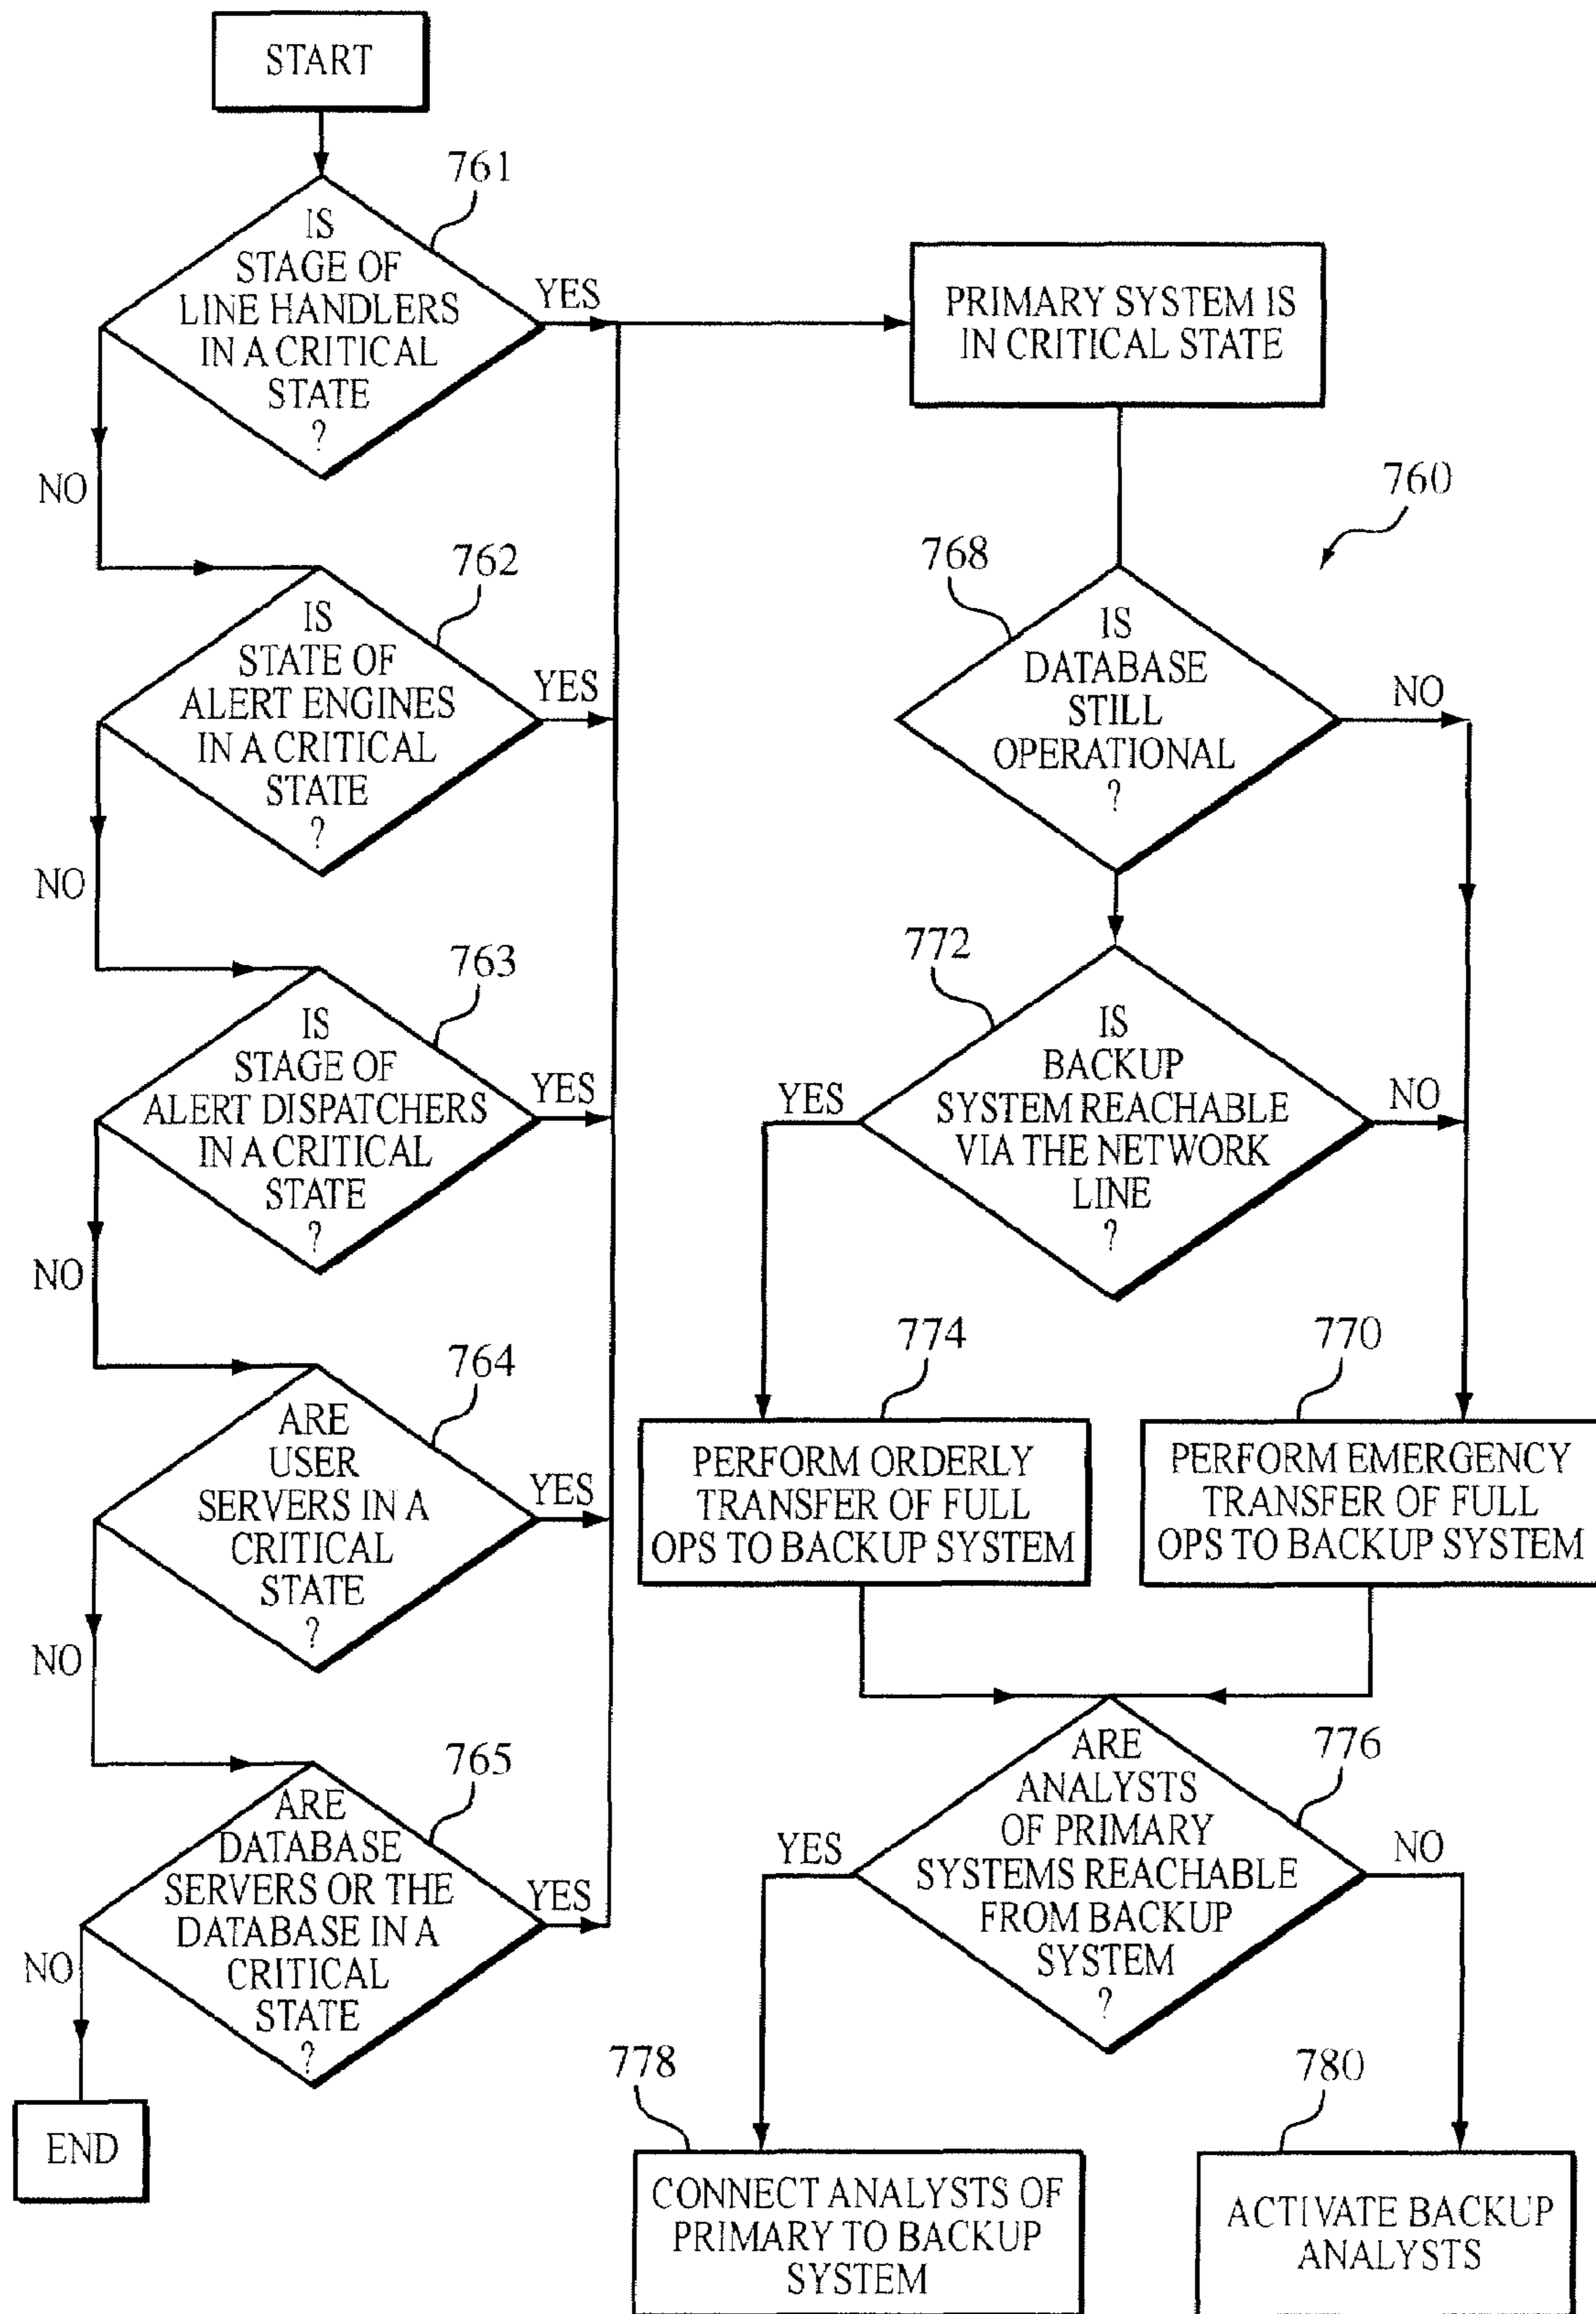 START
761
IS
STAGE OF
LINE HANDLERS
IN A CRITICAL
STATE
?
YES
NO
PRIMARY SYSTEM IS
IN CRITICAL STATE
760
762
IS
STATE OF
ALERT ENGINES
IN A CRITICAL
STATE
?
YES
NO
768
IS
DATABASE
STILL
OPERATIONAL
?
NO
763
IS
STAGE OF
ALERT DISPATCHERS
IN A CRITICAL
STATE
?
YES
NO
772
IS
BACKUP
SYSTEM REACHABLE
VIA THE NETWORK
LINE
?
YES
NO
764
ARE
USER
SERVERS IN A
CRITICAL
STATE
?
YES
NO
774
PERFORM ORDERLY
TRANSFER OF FULL
OPS TO BACKUP SYSTEM
770
PERFORM EMERGENCY
TRANSFER OF FULL
OPS TO BACKUP SYSTEM
765
ARE
DATABASE
SERVERS OR THE
DATABASE IN A
CRITICAL
STATE
?
YES
NO
END
776
ARE
ANALYSTS
OF PRIMARY
SYSTEMS REACHABLE
FROM BACKUP
SYSTEM
?
YES
NO
778
CONNECT ANALYSTS OF
PRIMARY TO BACKUP
SYSTEM
780
ACTIVATE BACKUP
ANALYSTS